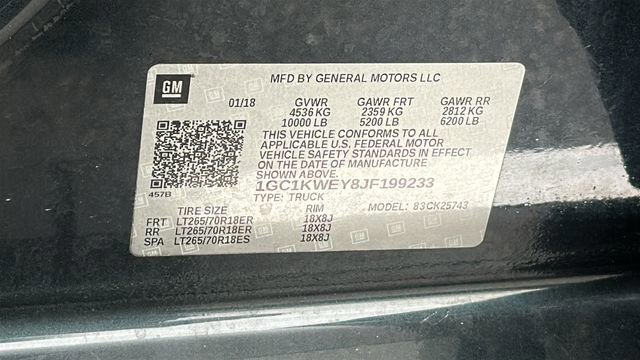 GM
MFD BY GENERAL MOTORS LLC
01/18 GVWR GAWR FRT GAWR RR
4536 KG 2359 KG 2812 KG
10000 LB 5200 LB 6200 LB
THIS VEHICLE CONFORMS TO ALL
APPLICABLE U.S. FEDERAL MOTOR
VEHICLE SAFETY STANDARDS IN EFFECT
ON THE DATE OF MANUFACTURE
SHOWN ABOVE.
457B 1GC1KWEY8JF199233
TYPE: TRUCK MODEL: 83CK25743
TIRE SIZE RIM
FRT LT265/70R18ER 18X8J
RR LT265/70R18ER 18X8J
SPA LT265/70R18ES 18X8J